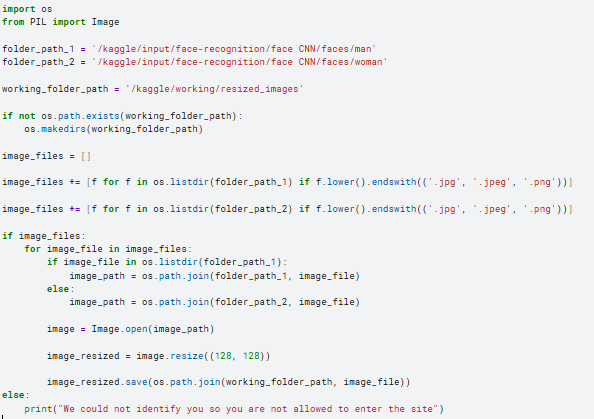 import os
from PIL import Image
folder_path_1 = '/kaggle/input/face-recognition/face CNN/faces/man'
folder_path_2 = '/kaggle/input/face-recognition/face CNN/faces/woman'
working_folder_path = '/kaggle/working/resized_images'
if not os.path.exists(working_folder_path):
    os.makedirs(working_folder_path)
image_files = []
image_files += [f for f in os.listdir(folder_path_1) if f.lower().endswith(('.jpg', '.jpeg', '.png'))]
image_files += [f for f in os.listdir(folder_path_2) if f.lower().endswith(('.jpg', '.jpeg', '.png'))]
if image_files:
    for image_file in image_files:
        if image_file in os.listdir(folder_path_1):
            image_path = os.path.join(folder_path_1, image_file)
        else:
            image_path = os.path.join(folder_path_2, image_file)
        image = Image.open(image_path)
        image_resized = image.resize((128, 128))
        image_resized.save(os.path.join(working_folder_path, image_file))
else:
    print("We could not identify you so you are not allowed to enter the site")